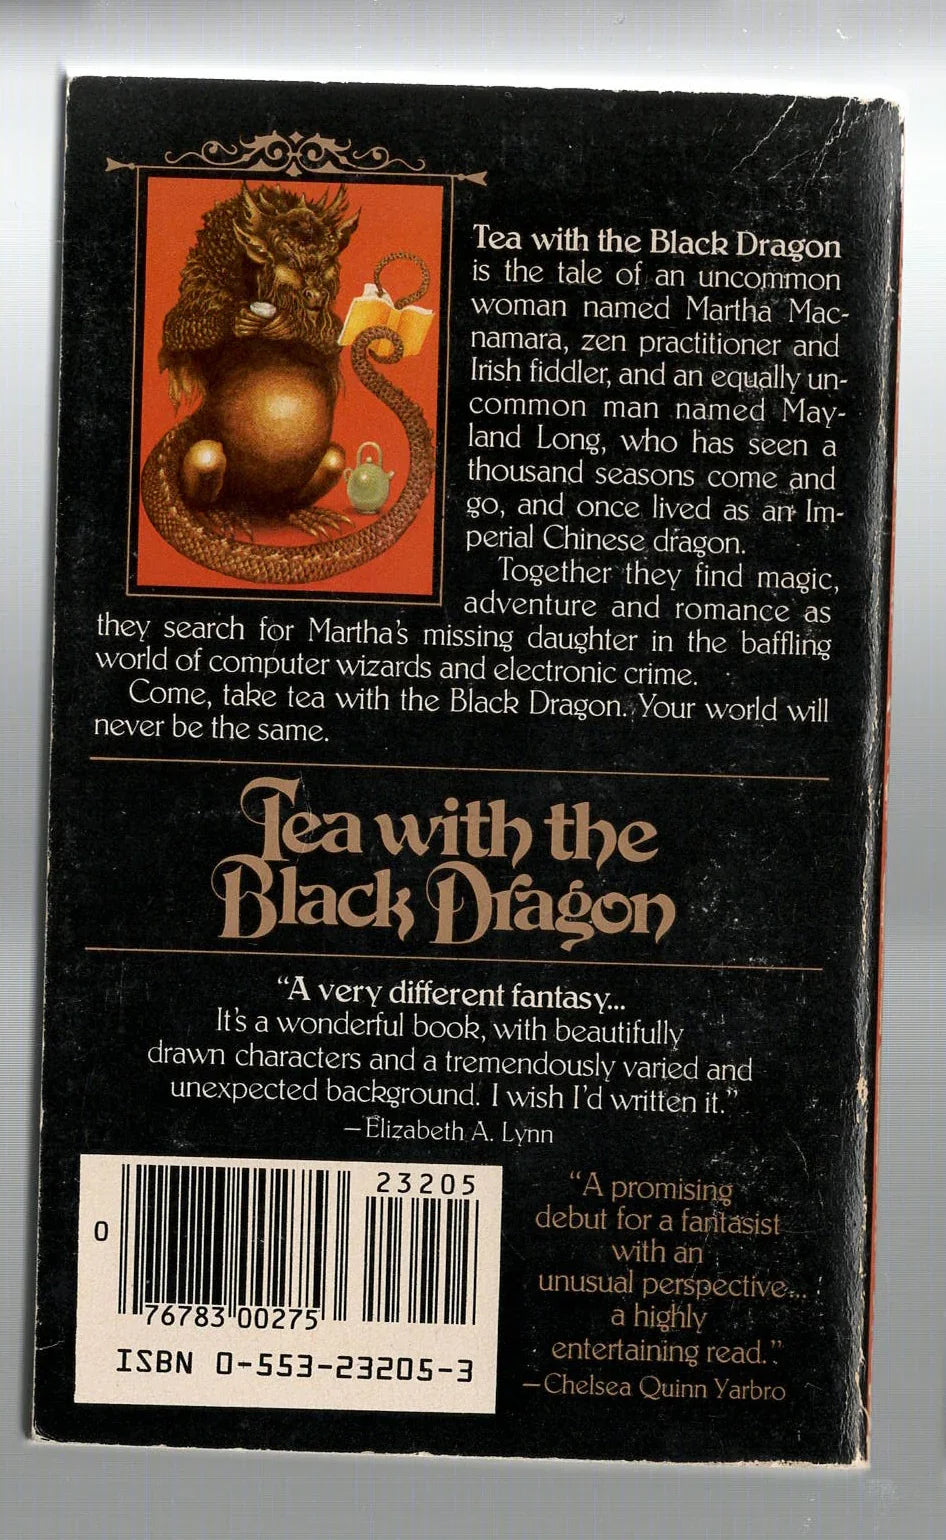 Tea with the Black Dragon
is the tale of an uncommon
woman named Martha Mac-
namara, zen practitioner and
Irish fiddler, and an equally un-
common man named May-
land Long, who has seen a
thousand seasons come and
go, and once lived as an Im-
perial Chinese dragon.
Together they find magic,
adventure and romance as
they search for Martha's missing daughter in the baffling
world of computer wizards and electronic crime.
Come, take tea with the Black Dragon. Your world will
never be the same.
Tea with the
Black Dragon
“A very different fantasy...
It's a wonderful book, with beautifully
drawn characters and a tremendously varied and
unexpected background. I wish I'd written it.”
—Elizabeth A. Lynn
23205
0
76783 00275
ISBN 0-553-23205-3
“A promising
debut for a fantasist
with an
unusual perspective...
a highly
entertaining read.”
—Chelsea Quinn Yarbro